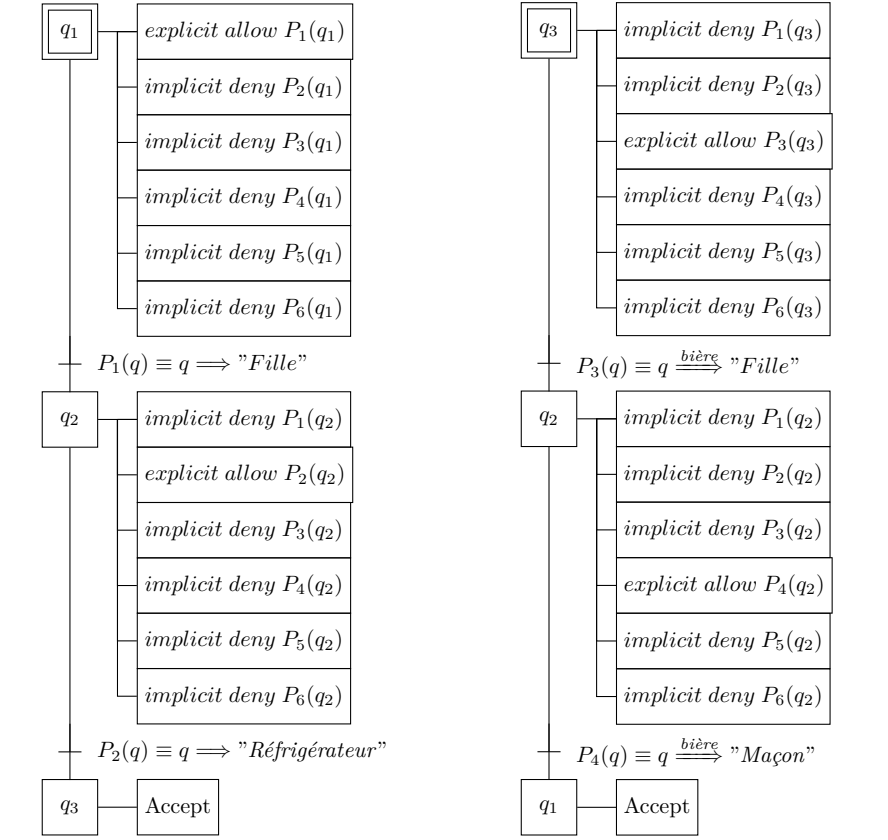 q₁
explicit allow P₁(q₁)
implicit deny P₂(q₁)
implicit deny P₃(q₁)
implicit deny P₄(q₁)
implicit deny P₅(q₁)
implicit deny P₆(q₁)
P₁(q) ≡ q ⟹ "Fille"
q₂
implicit deny P₁(q₂)
explicit allow P₂(q₂)
implicit deny P₃(q₂)
implicit deny P₄(q₂)
implicit deny P₅(q₂)
implicit deny P₆(q₂)
P₂(q) ≡ q ⟹ "Réfrigérateur"
q₃
Accept
q₃
implicit deny P₁(q₃)
implicit deny P₂(q₃)
explicit allow P₃(q₃)
implicit deny P₄(q₃)
implicit deny P₅(q₃)
implicit deny P₆(q₃)
bière
P₃(q) ≡ q ⟹ "Fille"
q₂
implicit deny P₁(q₂)
implicit deny P₂(q₂)
implicit deny P₃(q₂)
explicit allow P₄(q₂)
implicit deny P₅(q₂)
implicit deny P₆(q₂)
bière
P₄(q) ≡ q ⟹ "Maçon"
q₁
Accept